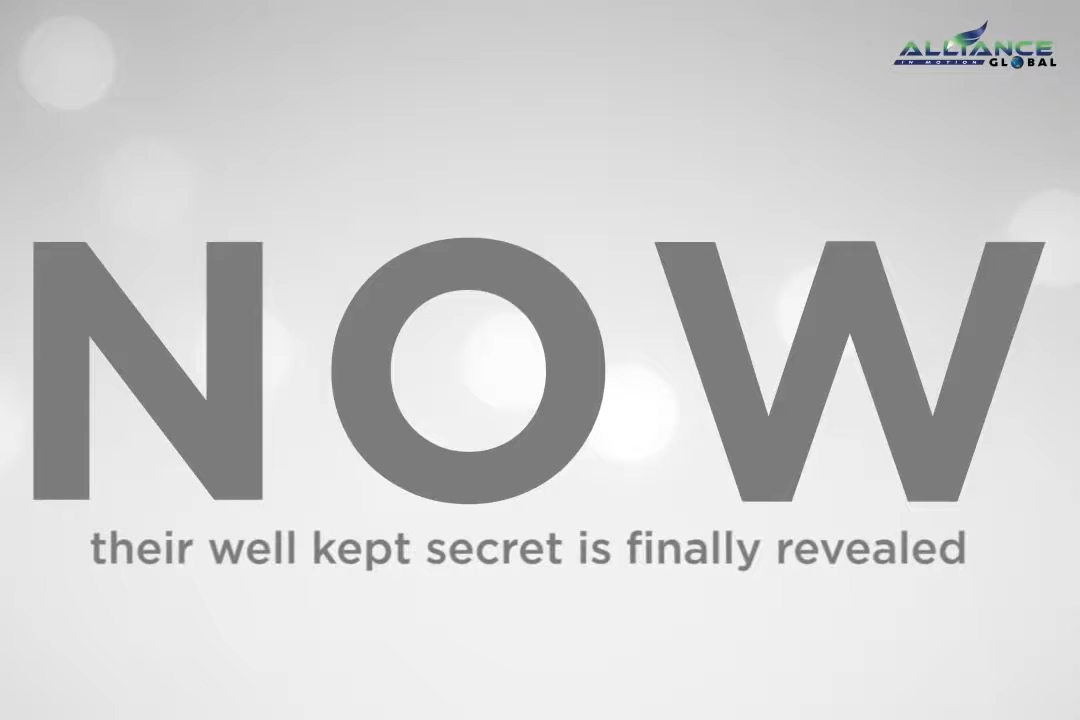 ALLIANCE
IN MOTION GLOBAL
NOW
their well kept secret is finally revealed